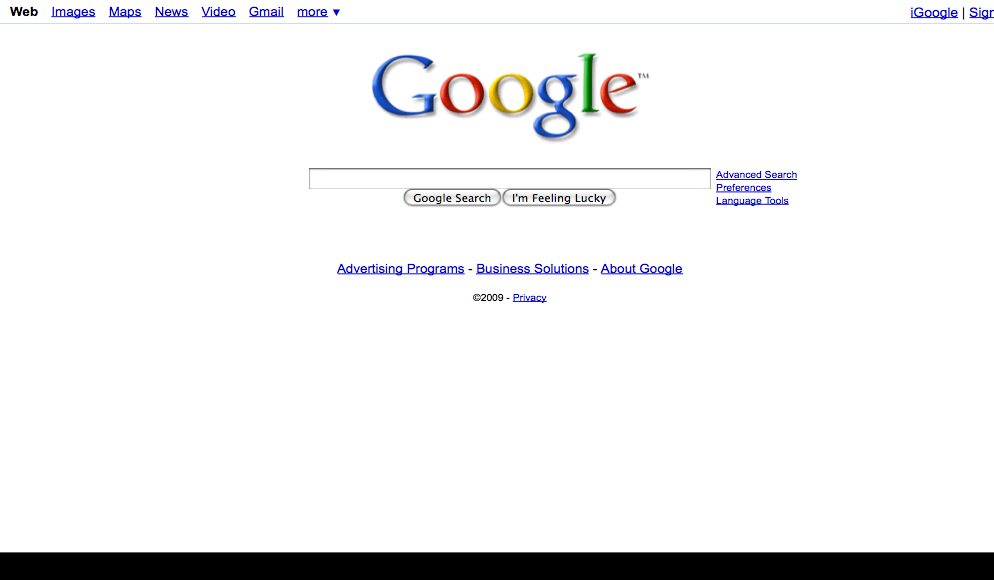 Web Images Maps News Video Gmail more ▼ iGoogle | Sign
Google™
Advanced Search
Preferences
Language Tools
Google Search I'm Feeling Lucky
Advertising Programs - Business Solutions - About Google
©2009 - Privacy